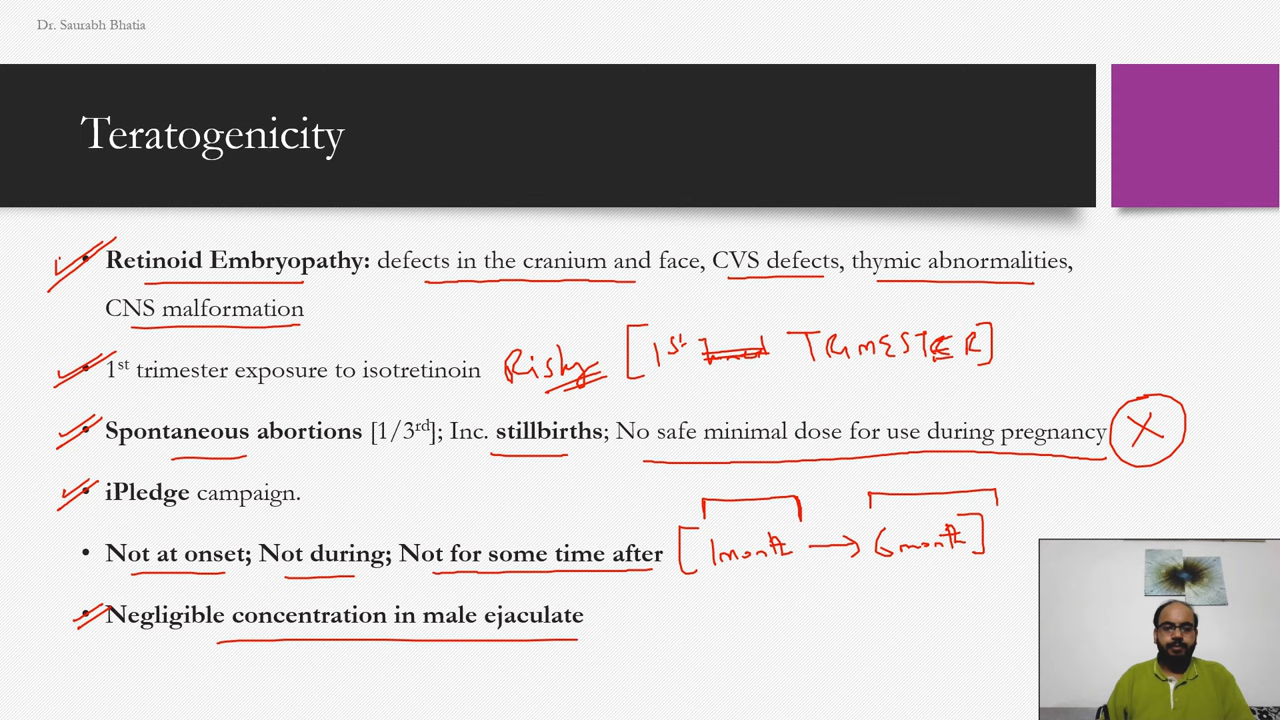 Dr. Saurabh Bhatia
Teratogenicity
• Retinoid Embryopathy: defects in the cranium and face, CVS defects, thymic abnormalities,
CNS malformation
• 1st trimester exposure to isotretinoin Risky [1st TRIMESTER]
• Spontaneous abortions [1/3rd]; Inc. stillbirths; No safe minimal dose for use during pregnancy X
• iPledge campaign.
• Not at onset; Not during; Not for some time after [1month → 6month]
• Negligible concentration in male ejaculate